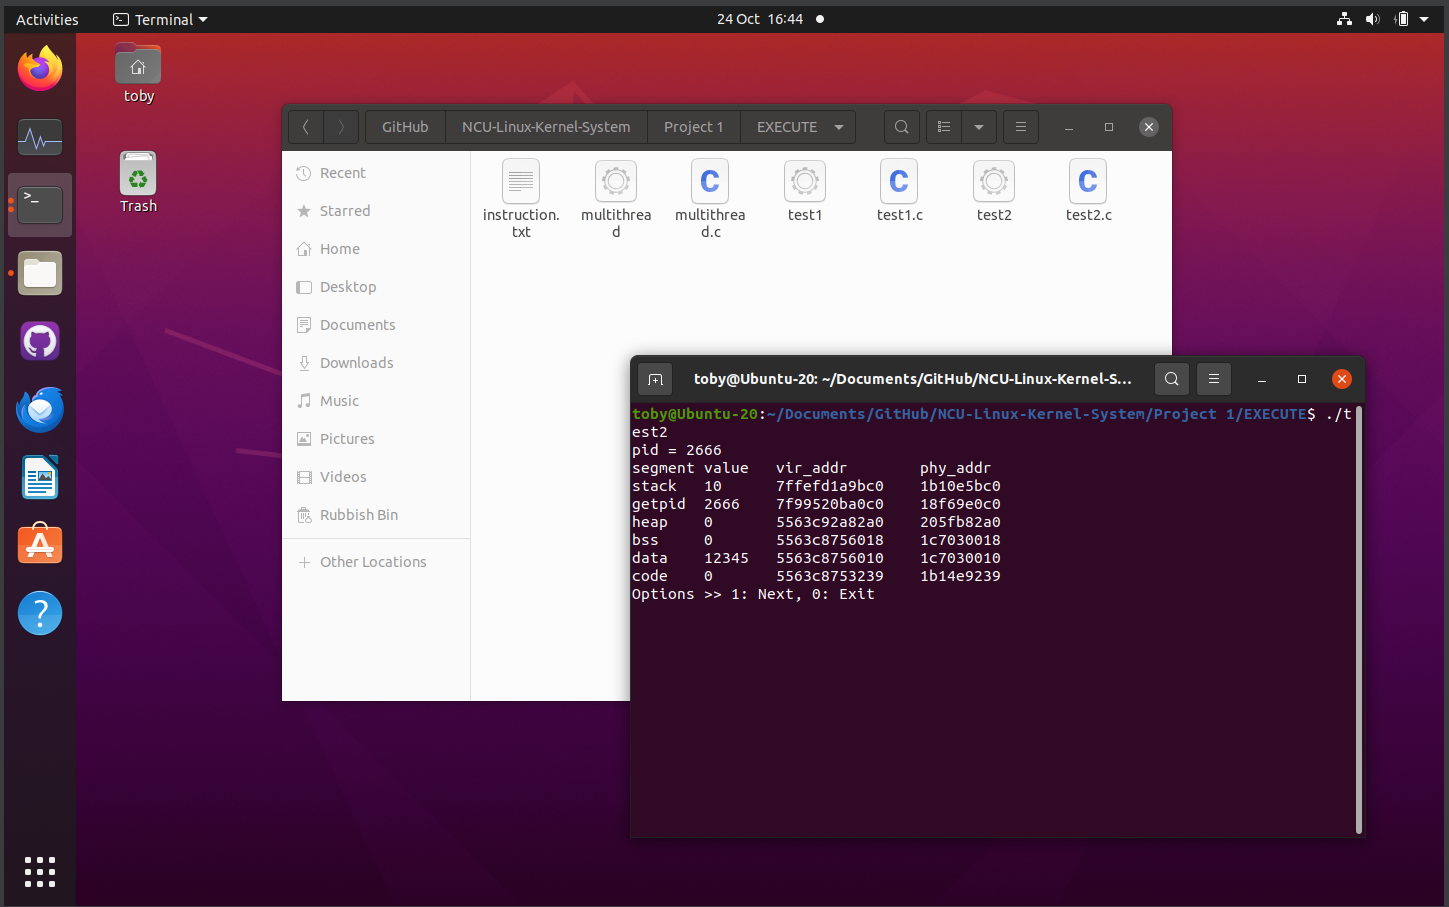 Activities
Terminal
24 Oct 16:44
toby
Trash
GitHub
NCU-Linux-Kernel-System
Project 1
EXECUTE
Recent
Starred
Home
Desktop
Documents
Downloads
Music
Pictures
Videos
Rubbish Bin
Other Locations
instruction.
txt
multithrea
d
multithrea
d.c
test1
test1.c
test2
test2.c
toby@Ubuntu-20: ~/Documents/GitHub/NCU-Linux-Kernel-S...
toby@Ubuntu-20:~/Documents/GitHub/NCU-Linux-Kernel-System/Project 1/EXECUTE$ ./t
est2
pid = 2666
segment value vir_addr phy_addr
stack 10 7ffefd1a9bc0 1b10e5bc0
getpid 2666 7f99520ba0c0 18f69e0c0
heap 0 5563c92a82a0 205fb82a0
bss 0 5563c8756018 1c7030018
data 12345 5563c8756010 1c7030010
code 0 5563c8753239 1b14e9239
Options >> 1: Next, 0: Exit